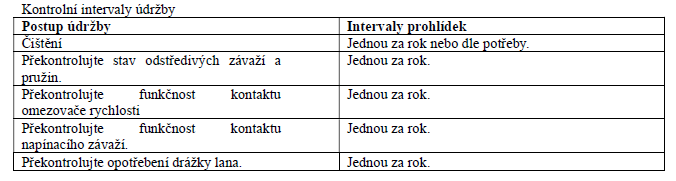 Kontrolní intervaly údržby
Postup údržby Intervaly prohlídek
Čištění Jednou za rok nebo dle potřeby.
Překontrolujte stav odstředivých závaží a Jednou za rok.
pružin.
Překontrolujte funkčnost kontaktu Jednou za rok.
omezovače rychlosti
Překontrolujte funkčnost kontaktu Jednou za rok.
napínacího závaží.
Překontrolujte opotřebení drážky lana. Jednou za rok.